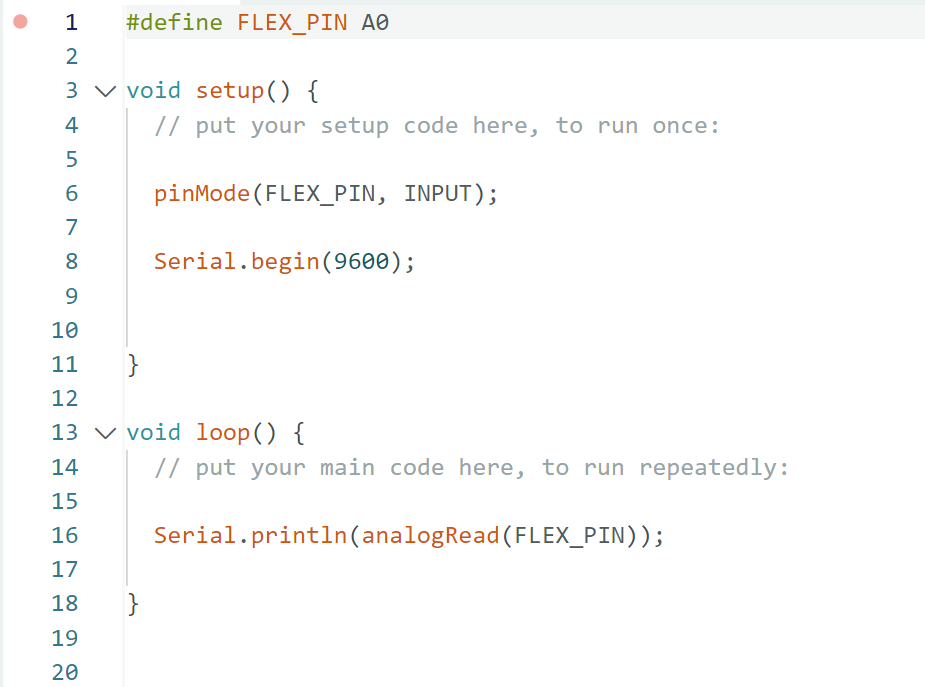 1 #define FLEX_PIN A0
2
3 void setup() {
4 // put your setup code here, to run once:
5
6 pinMode(FLEX_PIN, INPUT);
7
8 Serial.begin(9600);
9
10
11 }
12
13 void loop() {
14 // put your main code here, to run repeatedly:
15
16 Serial.println(analogRead(FLEX_PIN));
17
18 }
19
20